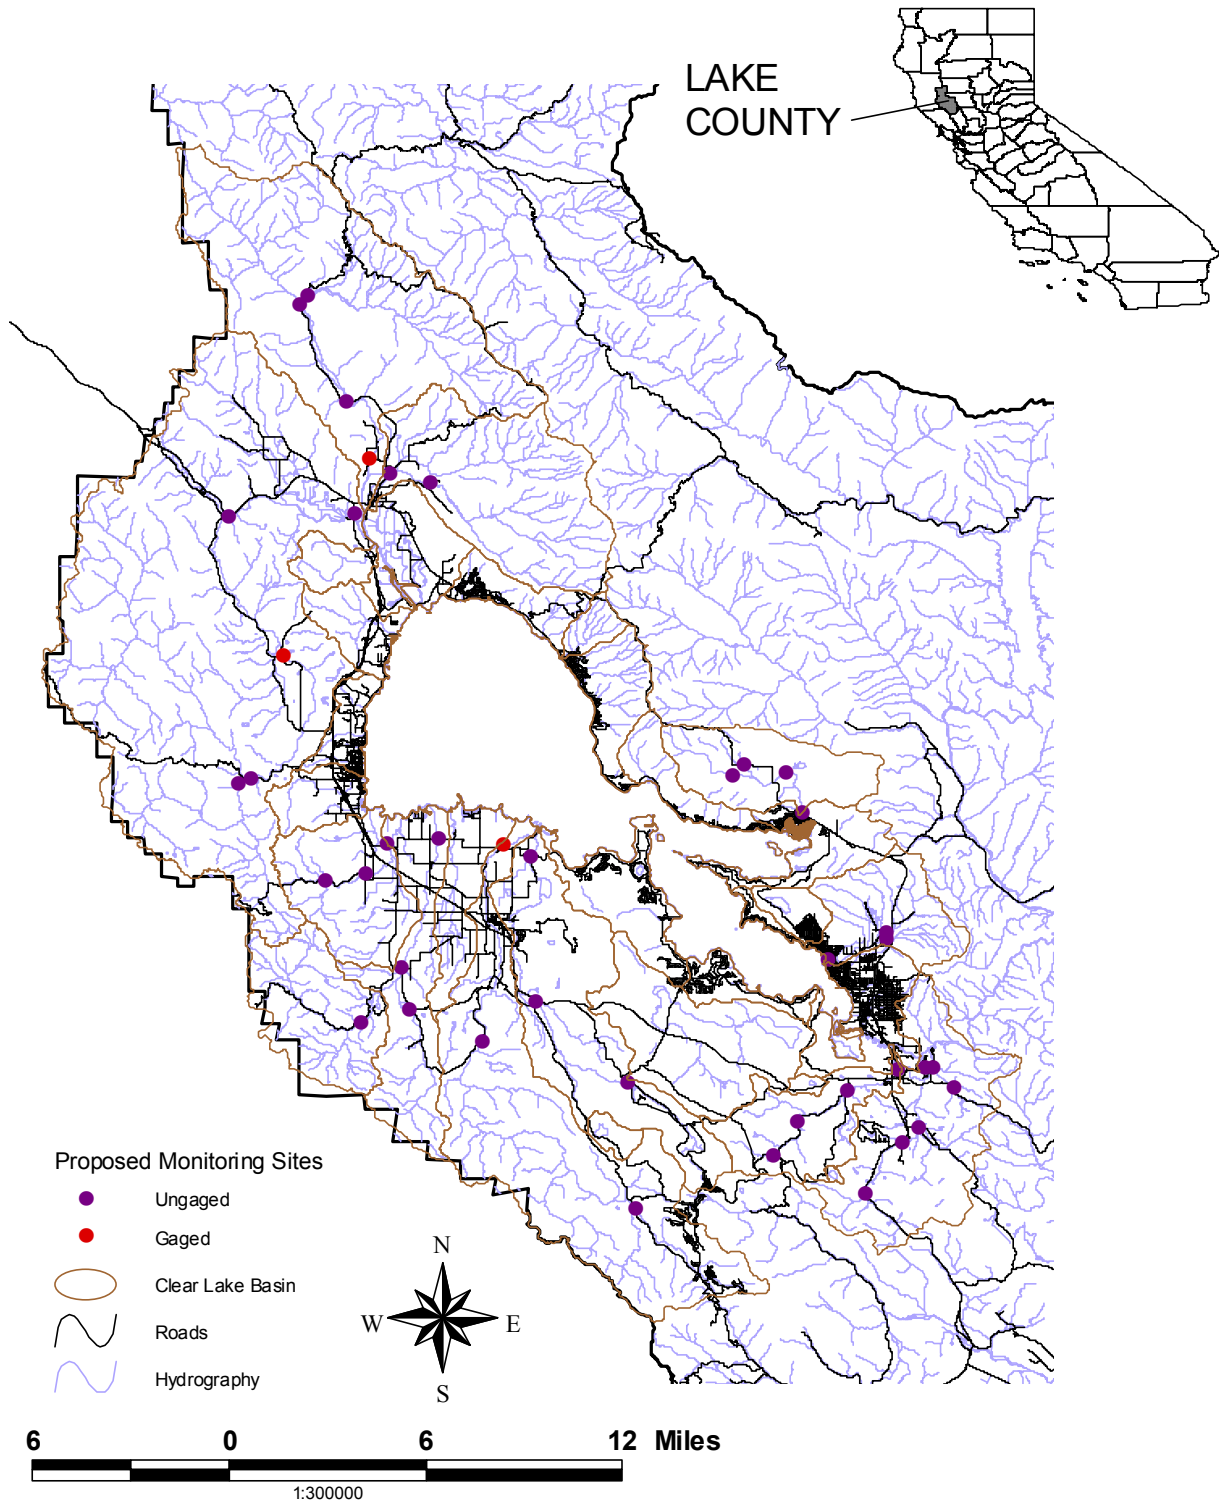 LAKE
COUNTY
Proposed Monitoring Sites
Ungaged
Gaged
Clear Lake Basin
Roads
Hydrography
N
W E
S
6 0 6 12 Miles
1:300000